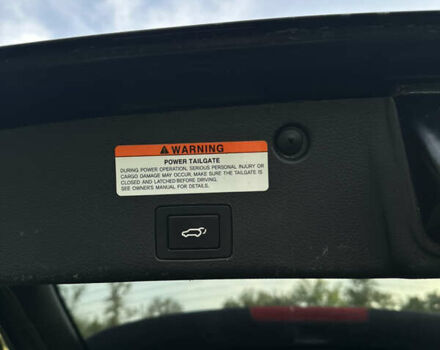 WARNING
POWER TAILGATE
DURING POWER OPERATION, SERIOUS PERSONAL INJURY OR
CARGO DAMAGE MAY OCCUR. MAKE SURE THE TAILGATE IS
CLOSED AND LATCHED BEFORE DRIVING.
SEE OWNER'S MANUAL FOR DETAILS.